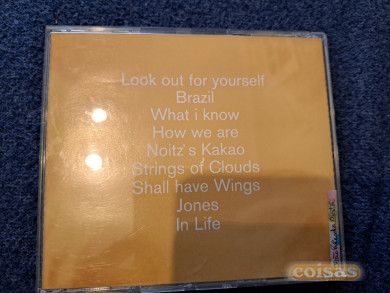 Look out for yourself
Brazil
What i know
How we are
Noitz's Kakao
Strings of Clouds
Shall have Wings
Jones
In Life
coisas